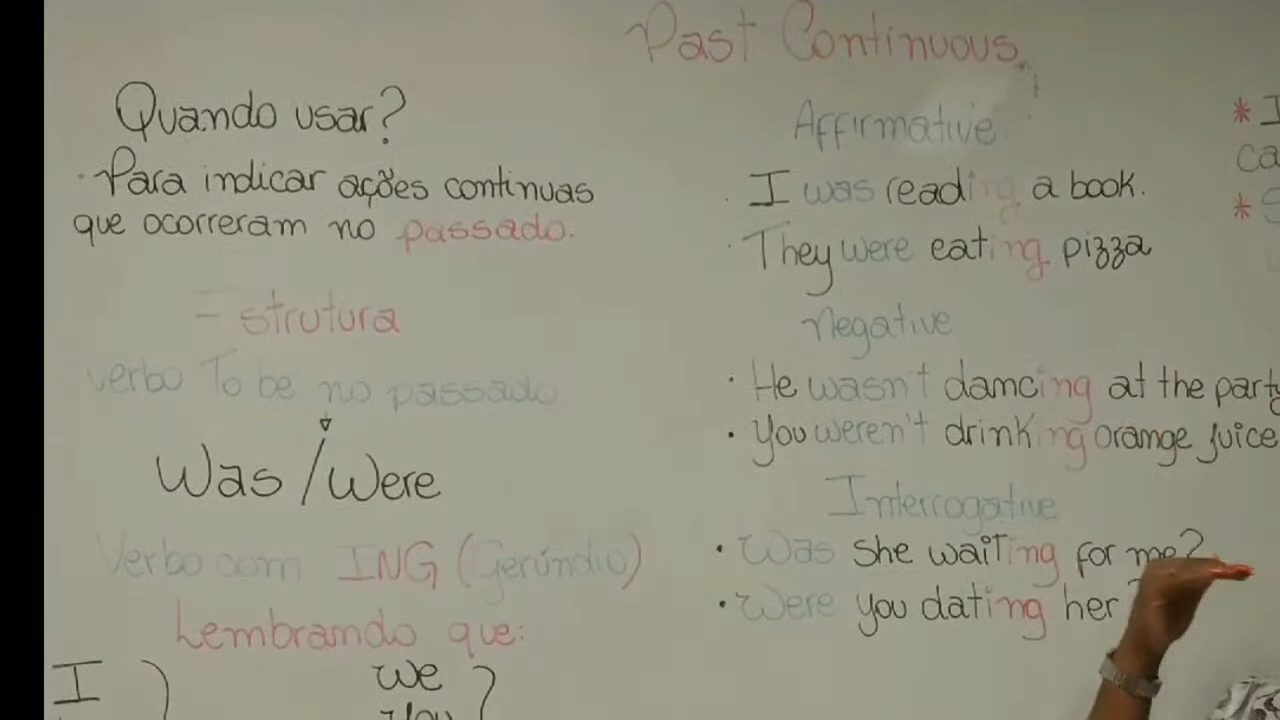 Past Continuous
Quando usar?
· Para indicar ações continuas
que ocorreram no passado.
Estrutura
verbo To be no passado
Was / Were
Verbo com ING (Gerúndio)
Lembrando que:
I
we
You
Affirmative
· I was reading a book.
· They were eating pizza
negative
· He wasn't dancing at the party
· You weren't drinking orange juice
Interrogative
· Was she waiting for me?
· Were you dating her?
* I
ca
* S